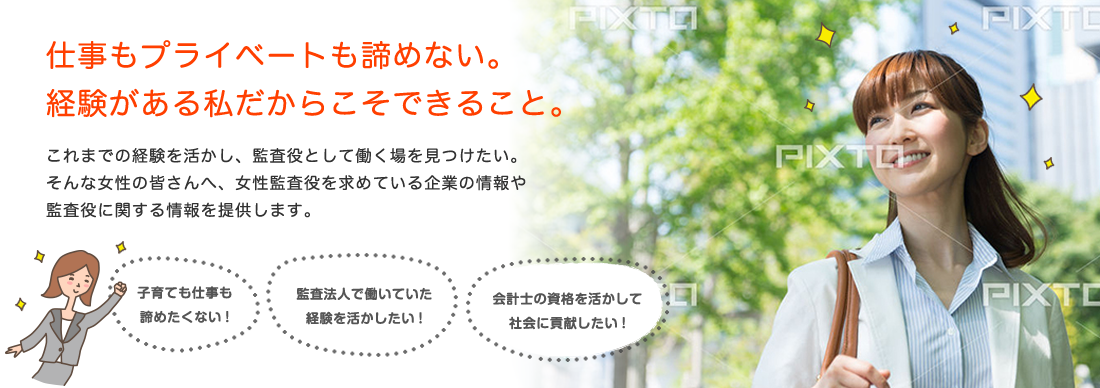 仕事もプライベートも諦めない。
経験がある私だからこそできること。
これまでの経験を活かし、監査役として働く場を見つけたい。
そんな女性の皆さんへ、女性監査役を求めている企業の情報や
監査役に関する情報を提供します。
子育ても仕事も
諦めたくない！
監査法人で働いていた
経験を活かしたい！
会計士の資格を活かして
社会に貢献したい！
PIXTA
PIXTA
PIXTA
PIXTA